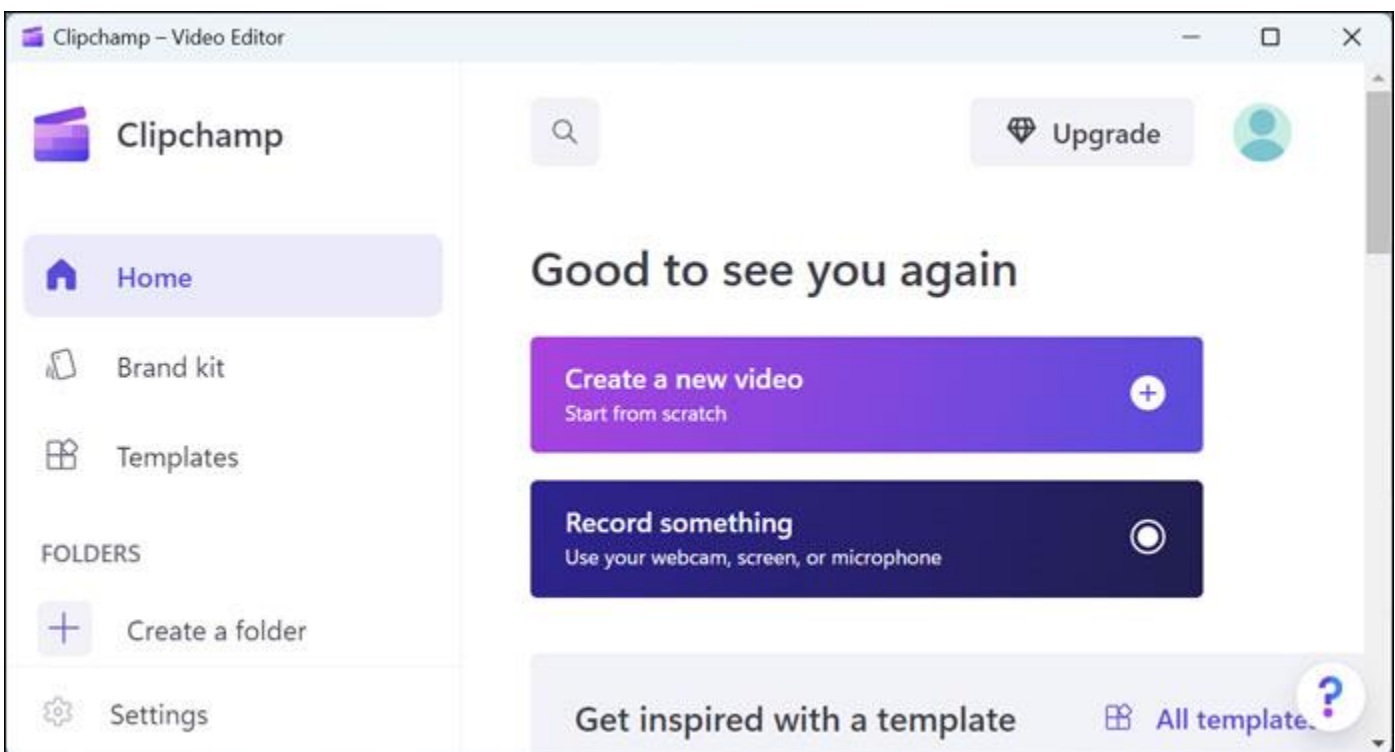 Clipchamp – Video Editor
Clipchamp
Upgrade
Home
Brand kit
Templates
FOLDERS
Create a folder
Settings
Good to see you again
Create a new video
Start from scratch
Record something
Use your webcam, screen, or microphone
Get inspired with a template
All template
?